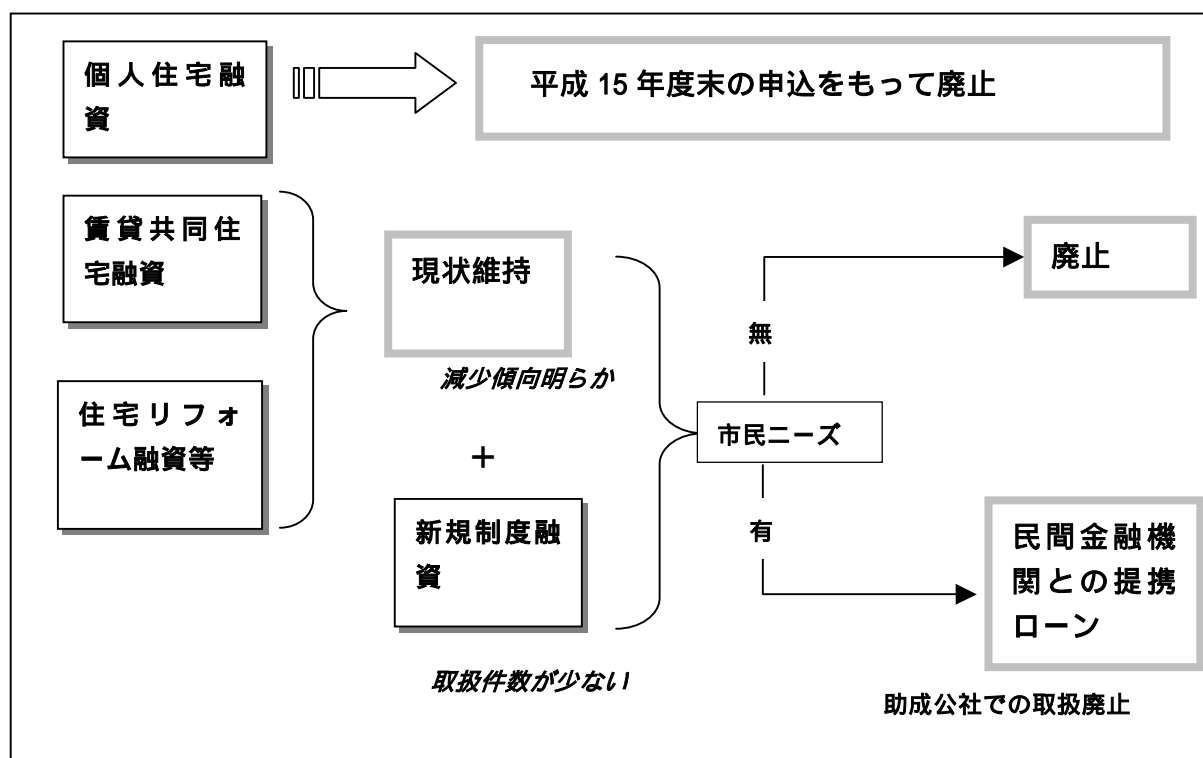 個人住宅融
資
平成 15 年度末の申込をもって廃止
賃貸共同住
宅融資
住宅リフォ
ーム融資等
現状維持
減少傾向明らか
+
新規制度融
資
取扱件数が少ない
市民ニーズ
無
廃止
有
民間金融機
関との提携
ローン
助成公社での取扱廃止